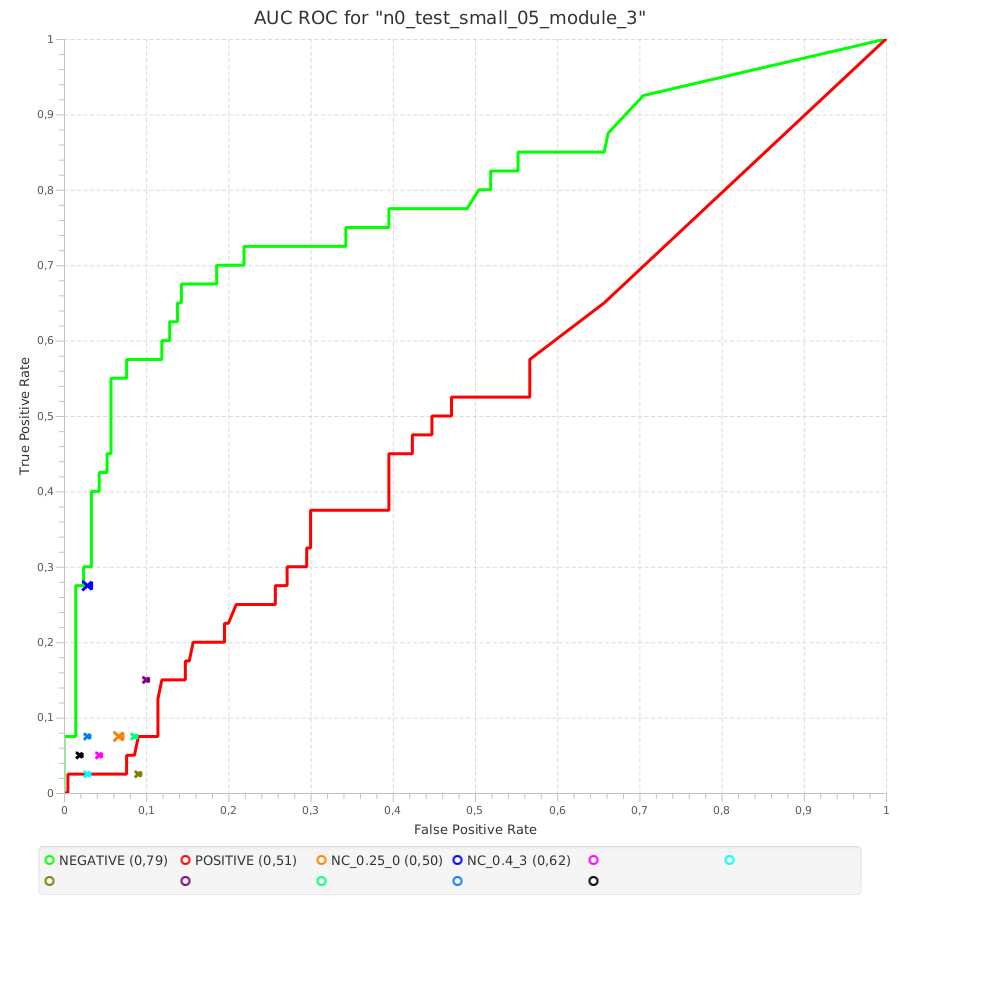 AUC ROC for "n0_test_small_05_module_3"
1
0,9
0,8
0,7
0,6
0,5
0,4
0,3
0,2
0,1
0
True Positive Rate
0 0,1 0,2 0,3 0,4 0,5 0,6 0,7 0,8 0,9 1
False Positive Rate
NEGATIVE (0,79) POSITIVE (0,51) NC_0.25_0 (0,50) NC_0.4_3 (0,62)